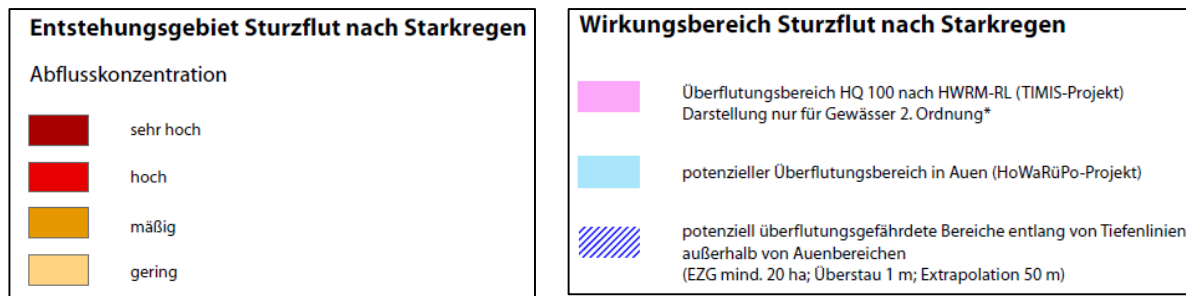 Entstehungsgebiet Sturzflut nach Starkregen
Abflusskonzentration
sehr hoch
hoch
mäßig
gering
Wirkungsbereich Sturzflut nach Starkregen
Überflutungsbereich HQ 100 nach HWRM-RL (TIMIS-Projekt)
Darstellung nur für Gewässer 2. Ordnung*
potenzieller Überflutungsbereich in Auen (HoWaRüPo-Projekt)
potenziell überflutungsgefährdete Bereiche entlang von Tiefenlinien
außerhalb von Auenbereichen
(EZG mind. 20 ha; Überstau 1 m; Extrapolation 50 m)